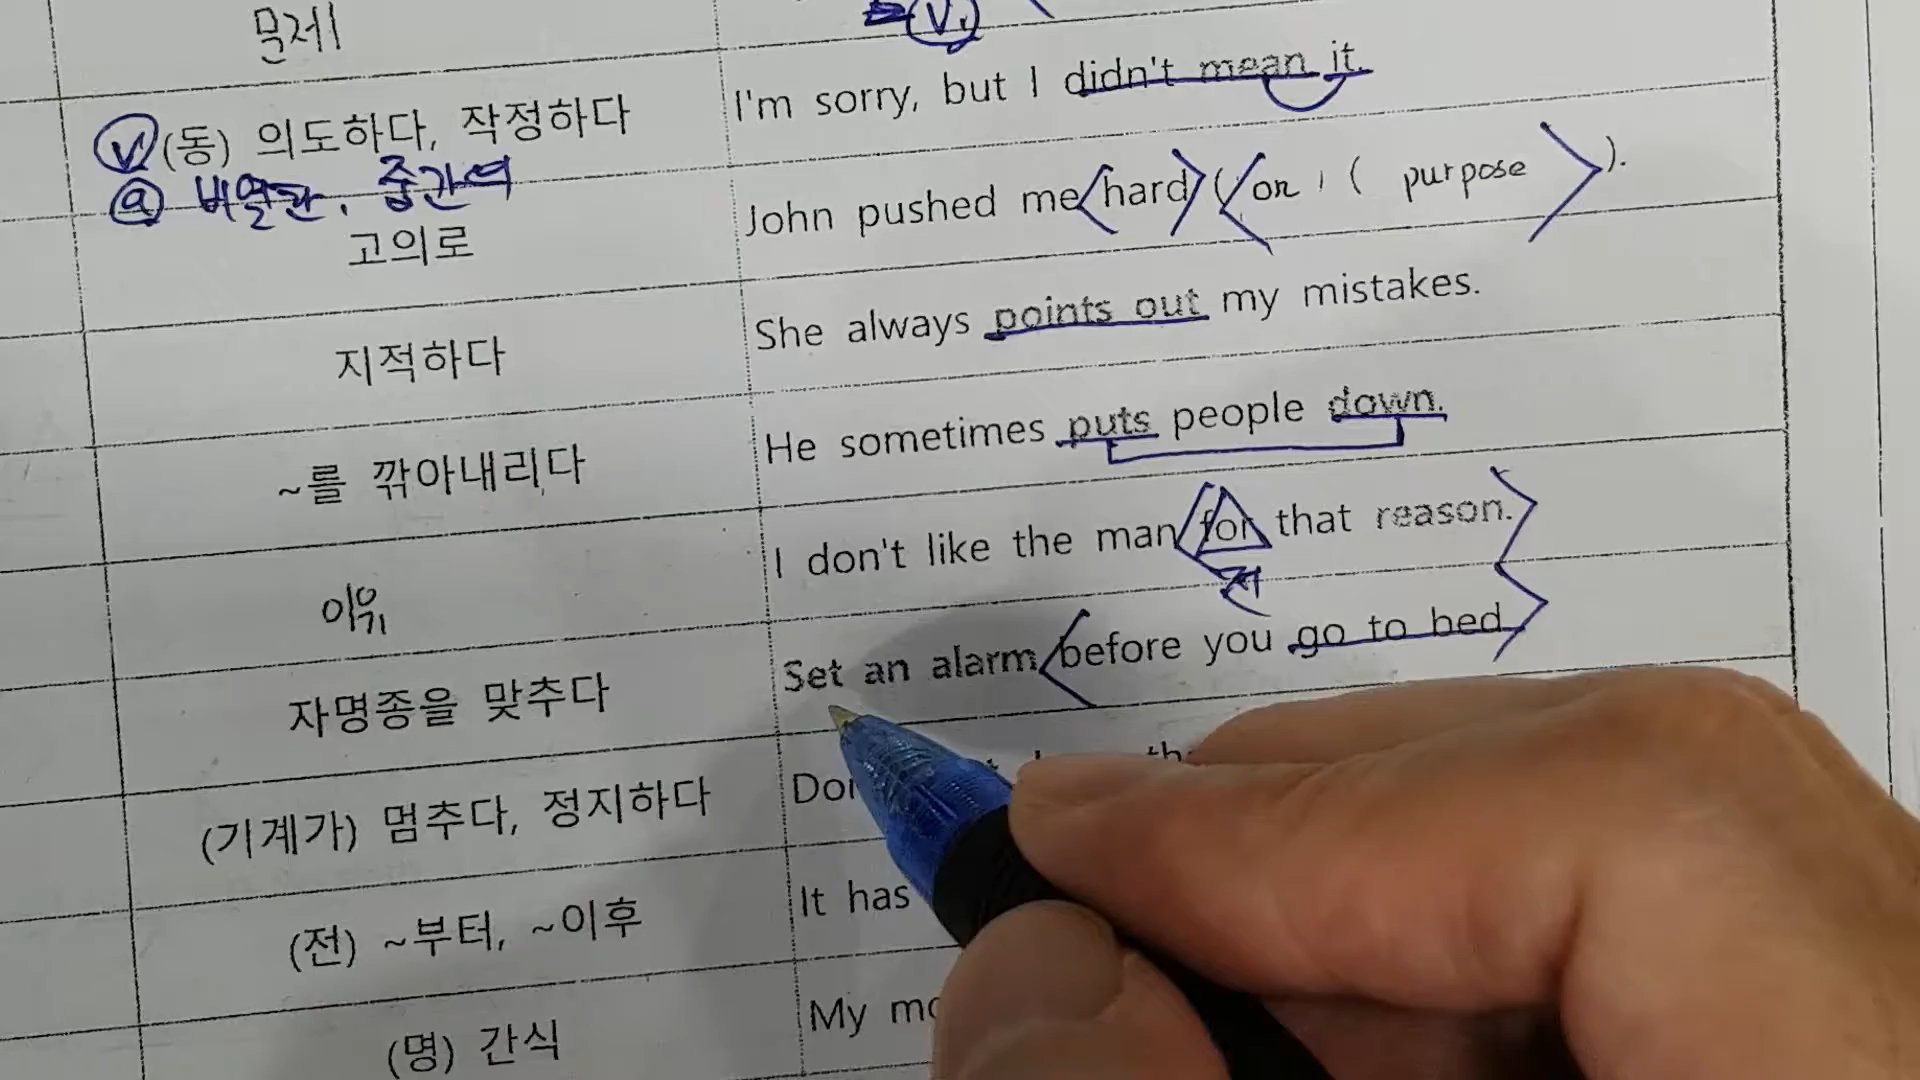 문제
V.
V (동) 의도하다, 작정하다
I'm sorry, but I didn't mean it.
ⓐ 비열한, 중간의
고의로
John pushed me hard ( on ) ( purpose ).
지적하다
She always points out my mistakes.
~를 깎아내리다
He sometimes puts people down.
이유
I don't like the man for that reason.
전
자명종을 맞추다
Set an alarm before you go to bed
(기계가) 멈추다, 정지하다
(전) ~부터, ~이후
It has
(명) 간식
My